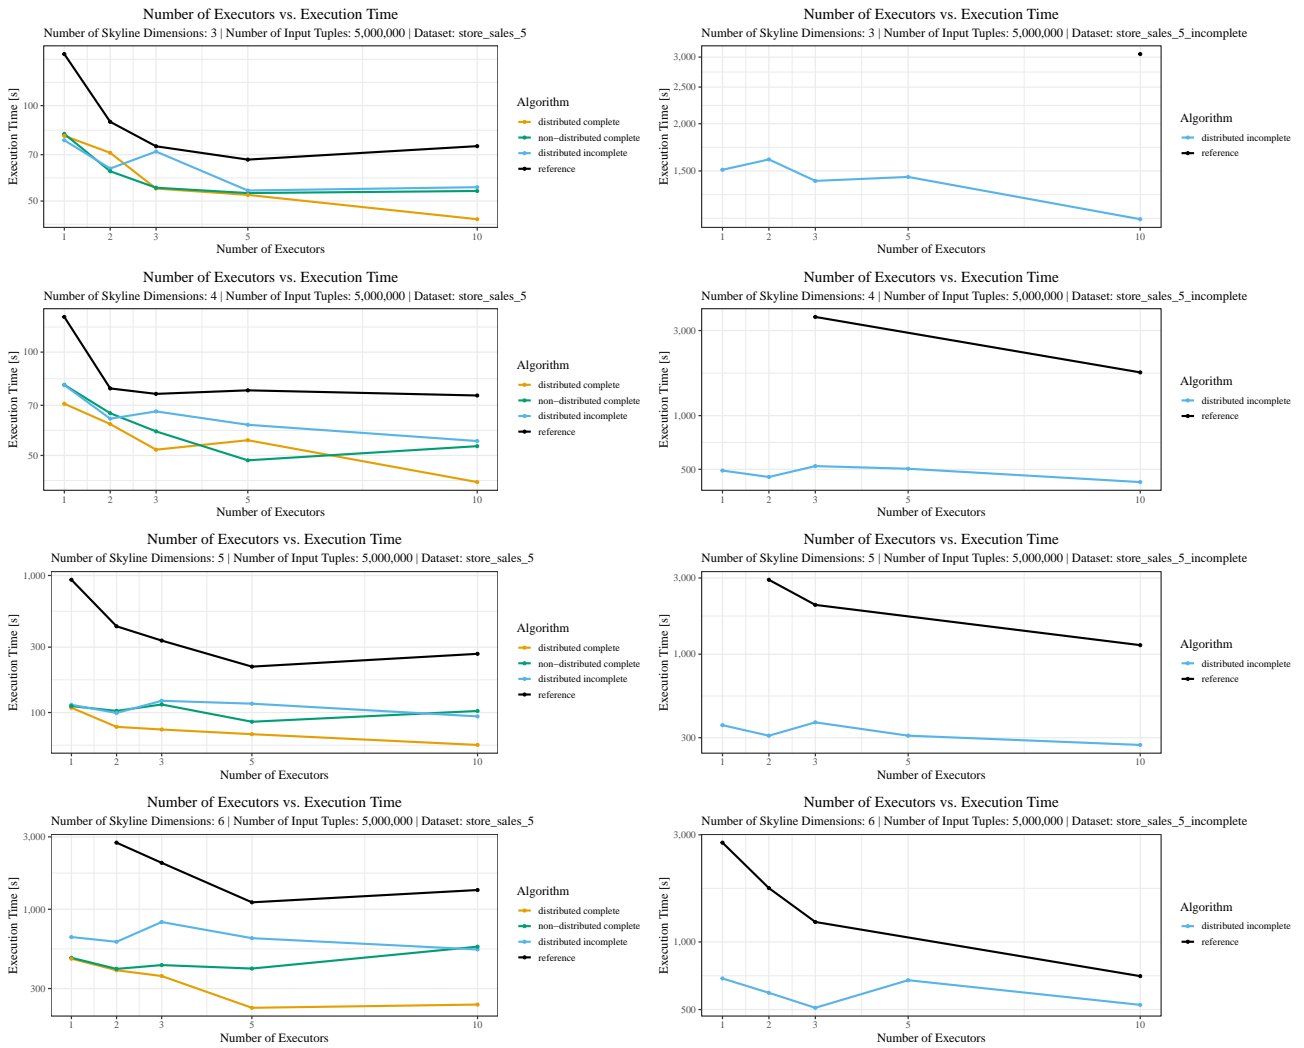 Number of Executors vs. Execution Time
Number of Skyline Dimensions: 3 | Number of Input Tuples: 5,000,000 | Dataset: store_sales_5
Execution Time [s]
100
70
50
1 2 3 5 10
Number of Executors
Algorithm
distributed complete
non−distributed complete
distributed incomplete
reference
Number of Executors vs. Execution Time
Number of Skyline Dimensions: 3 | Number of Input Tuples: 5,000,000 | Dataset: store_sales_5_incomplete
Execution Time [s]
3,000
2,500
2,000
1,500
1 2 3 5 10
Number of Executors
Algorithm
distributed incomplete
reference
Number of Executors vs. Execution Time
Number of Skyline Dimensions: 4 | Number of Input Tuples: 5,000,000 | Dataset: store_sales_5
Execution Time [s]
100
70
50
1 2 3 5 10
Number of Executors
Algorithm
distributed complete
non−distributed complete
distributed incomplete
reference
Number of Executors vs. Execution Time
Number of Skyline Dimensions: 4 | Number of Input Tuples: 5,000,000 | Dataset: store_sales_5_incomplete
Execution Time [s]
3,000
1,000
500
1 2 3 5 10
Number of Executors
Algorithm
distributed incomplete
reference
Number of Executors vs. Execution Time
Number of Skyline Dimensions: 5 | Number of Input Tuples: 5,000,000 | Dataset: store_sales_5
Execution Time [s]
1,000
300
100
1 2 3 5 10
Number of Executors
Algorithm
distributed complete
non−distributed complete
distributed incomplete
reference
Number of Executors vs. Execution Time
Number of Skyline Dimensions: 5 | Number of Input Tuples: 5,000,000 | Dataset: store_sales_5_incomplete
Execution Time [s]
3,000
1,000
300
1 2 3 5 10
Number of Executors
Algorithm
distributed incomplete
reference
Number of Executors vs. Execution Time
Number of Skyline Dimensions: 6 | Number of Input Tuples: 5,000,000 | Dataset: store_sales_5
Execution Time [s]
3,000
1,000
300
1 2 3 5 10
Number of Executors
Algorithm
distributed complete
non−distributed complete
distributed incomplete
reference
Number of Executors vs. Execution Time
Number of Skyline Dimensions: 6 | Number of Input Tuples: 5,000,000 | Dataset: store_sales_5_incomplete
Execution Time [s]
3,000
1,000
500
1 2 3 5 10
Number of Executors
Algorithm
distributed incomplete
reference